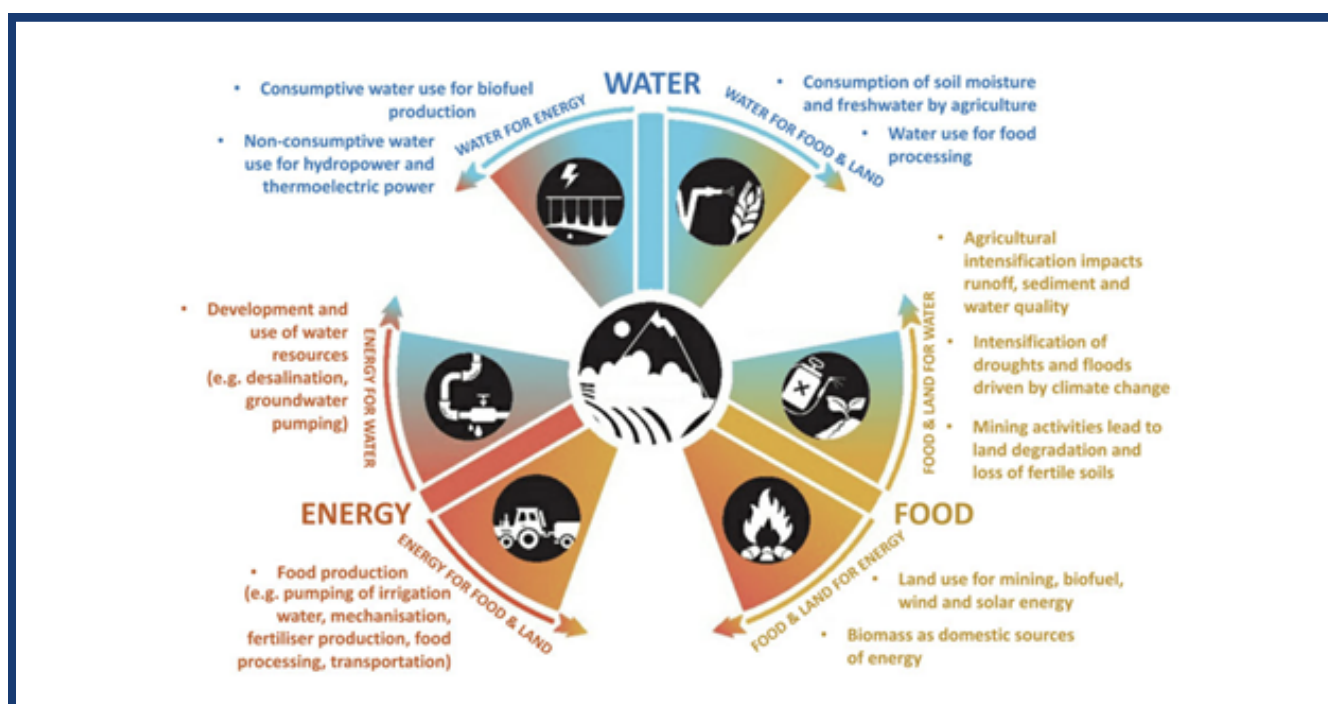 WATER
• Consumptive water use for biofuel
production
• Non-consumptive water
use for hydropower and
thermoelectric power
WATER FOR ENERGY
WATER FOR FOOD & LAND
• Consumption of soil moisture
and freshwater by agriculture
• Water use for food
processing
• Agricultural
intensification impacts
runoff, sediment and
water quality
• Intensification of
droughts and floods
driven by climate change
• Mining activities lead to
land degradation and
loss of fertile soils
FOOD & LAND FOR WATER
• Development and
use of water
resources
(e.g. desalination,
groundwater
pumping)
ENERGY FOR WATER
ENERGY
FOOD
ENERGY FOR FOOD & LAND
• Food production
(e.g. pumping of irrigation
water, mechanisation,
fertiliser production, food
processing, transportation)
FOOD & LAND FOR ENERGY
• Land use for mining, biofuel,
wind and solar energy
• Biomass as domestic sources
of energy